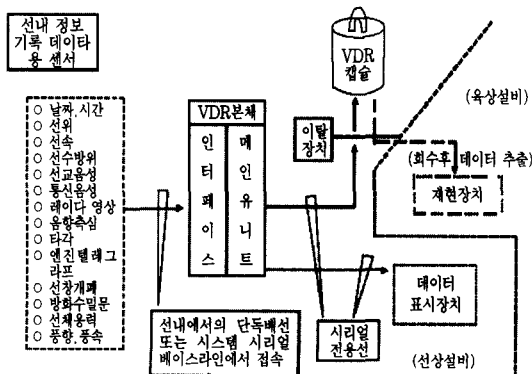 선내 정보
기록 데이타
용 센서
○ 날짜, 시간
○ 선위
○ 선속
○ 선수방위
○ 선교음성
○ 통신음성
○ 레이다 영상
○ 음향측심
○ 타각
○ 엔진텔레그
라프
○ 선창개폐
○ 방화수밀문
○ 선체응력
○ 풍향, 풍속
VDR본체
인터페이스
메인유니트
VDR
캡슐
이탈
장치
(육상설비)
(회수후 데이터 추출)
재현장치
데이터
표시장치
시리얼
전용선
선내에서의 단독배선
또는 시스템 시리얼
베이스라인에서 접속
(선상설비)